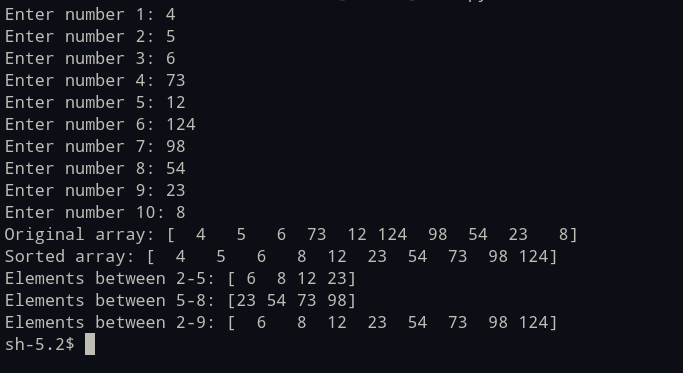 Enter number 1: 4
Enter number 2: 5
Enter number 3: 6
Enter number 4: 73
Enter number 5: 12
Enter number 6: 124
Enter number 7: 98
Enter number 8: 54
Enter number 9: 23
Enter number 10: 8
Original array: [  4   5   6  73  12 124  98  54  23   8]
Sorted array: [  4   5   6   8  12  23  54  73  98 124]
Elements between 2-5: [ 6  8 12 23]
Elements between 5-8: [23 54 73 98]
Elements between 2-9: [  6   8  12  23  54  73  98 124]
sh-5.2$